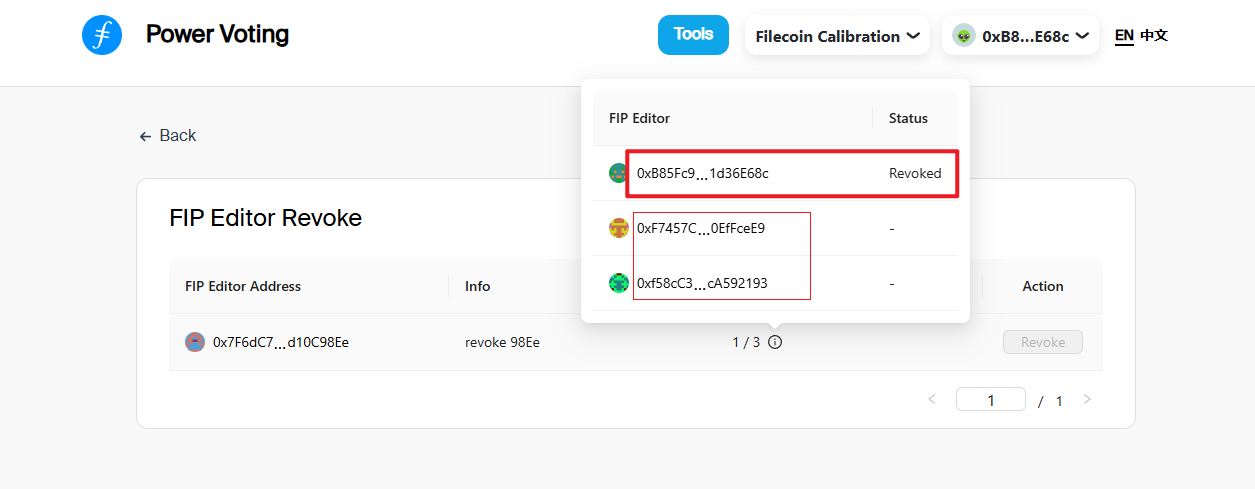 Power Voting
Tools
Filecoin Calibration
0xB8...E68c
EN 中文
FIP Editor Status
Back
0xB85Fc9...1d36E68c Revoked
FIP Editor Revoke
0xF7457C...0EfFceE9 -
FIP Editor Address Info Action
0xf58cC3...cA592193 -
0x7F6dC7...d10C98Ee revoke 98Ee 1 / 3 Revoke
< 1 / 1 >